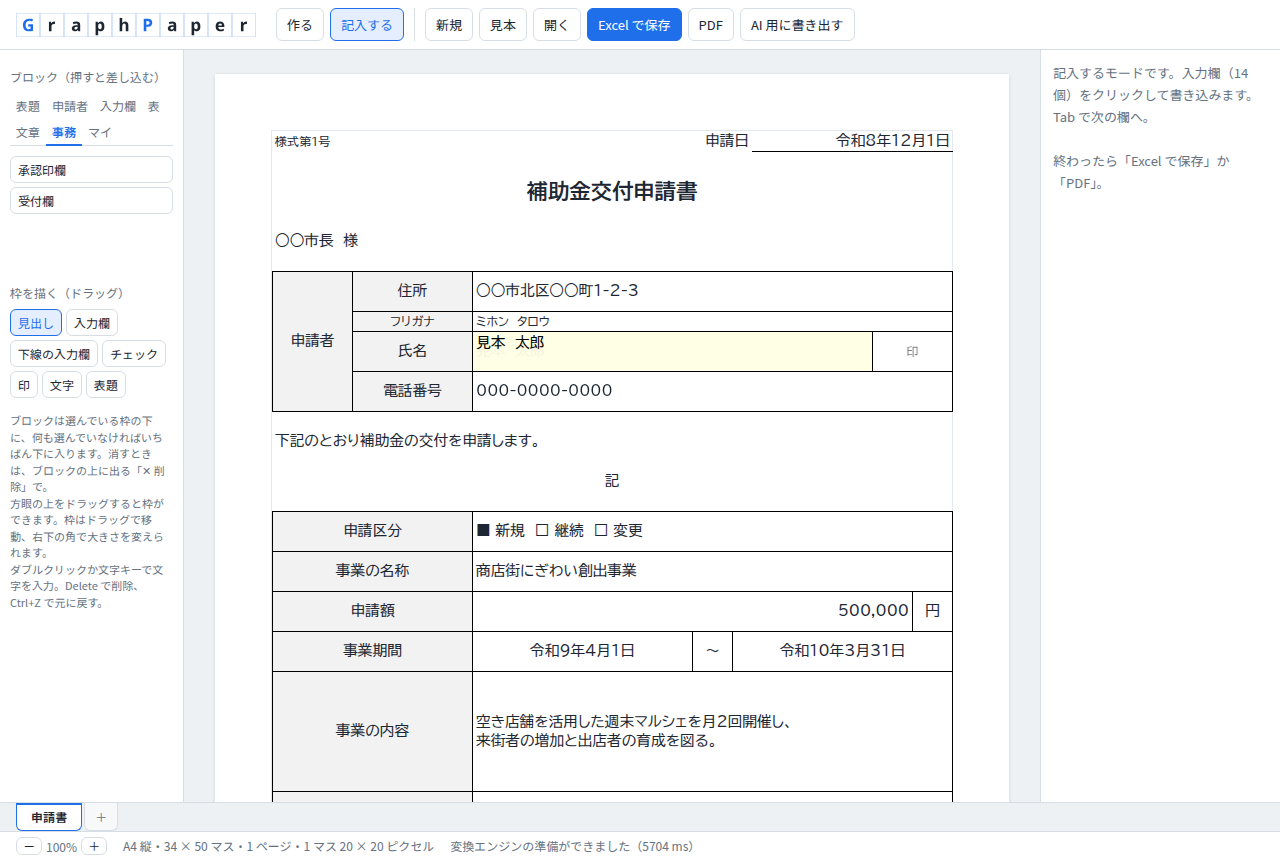 GraphPaper
作る 記入する 新規 見本 開く Excel で保存 PDF AI 用に書き出す
ブロック（押すと差し込む）
表題 申請者 入力欄 表
文章 事務 マイ
承認印欄
受付欄
枠を描く（ドラッグ）
見出し 入力欄
下線の入力欄 チェック
印 文字 表題
ブロックは選んでいる枠の下
に、何も選んでいなければいち
ばん下に入ります。消すとき
は、ブロックの上に出る「✕ 削
除」で。
方眼の上をドラッグすると枠が
できます。枠はドラッグで移
動、右下の角で大きさを変えら
れます。
ダブルクリックか文字キーで文
字を入力。Delete で削除、
Ctrl+Z で元に戻す。
様式第1号 申請日 令和8年12月1日
補助金交付申請書
〇〇市長 様
申請者
住所 〇〇市北区〇〇町1-2-3
フリガナ ミホン タロウ
氏名 見本 太郎 印
電話番号 000-0000-0000
下記のとおり補助金の交付を申請します。
記
申請区分 ■ 新規 □ 継続 □ 変更
事業の名称 商店街にぎわい創出事業
申請額 500,000 円
事業期間 令和9年4月1日 ～ 令和10年3月31日
事業の内容 空き店舗を活用した週末マルシェを月2回開催し、
来街者の増加と出店者の育成を図る。
記入するモードです。入力欄（14
個）をクリックして書き込みます。
Tab で次の欄へ。
終わったら「Excel で保存」か
「PDF」。
申請書 ＋
− 100% ＋ A4 縦・34 × 50 マス・1 ページ・1 マス 20 × 20 ピクセル 変換エンジンの準備ができました（5704 ms）